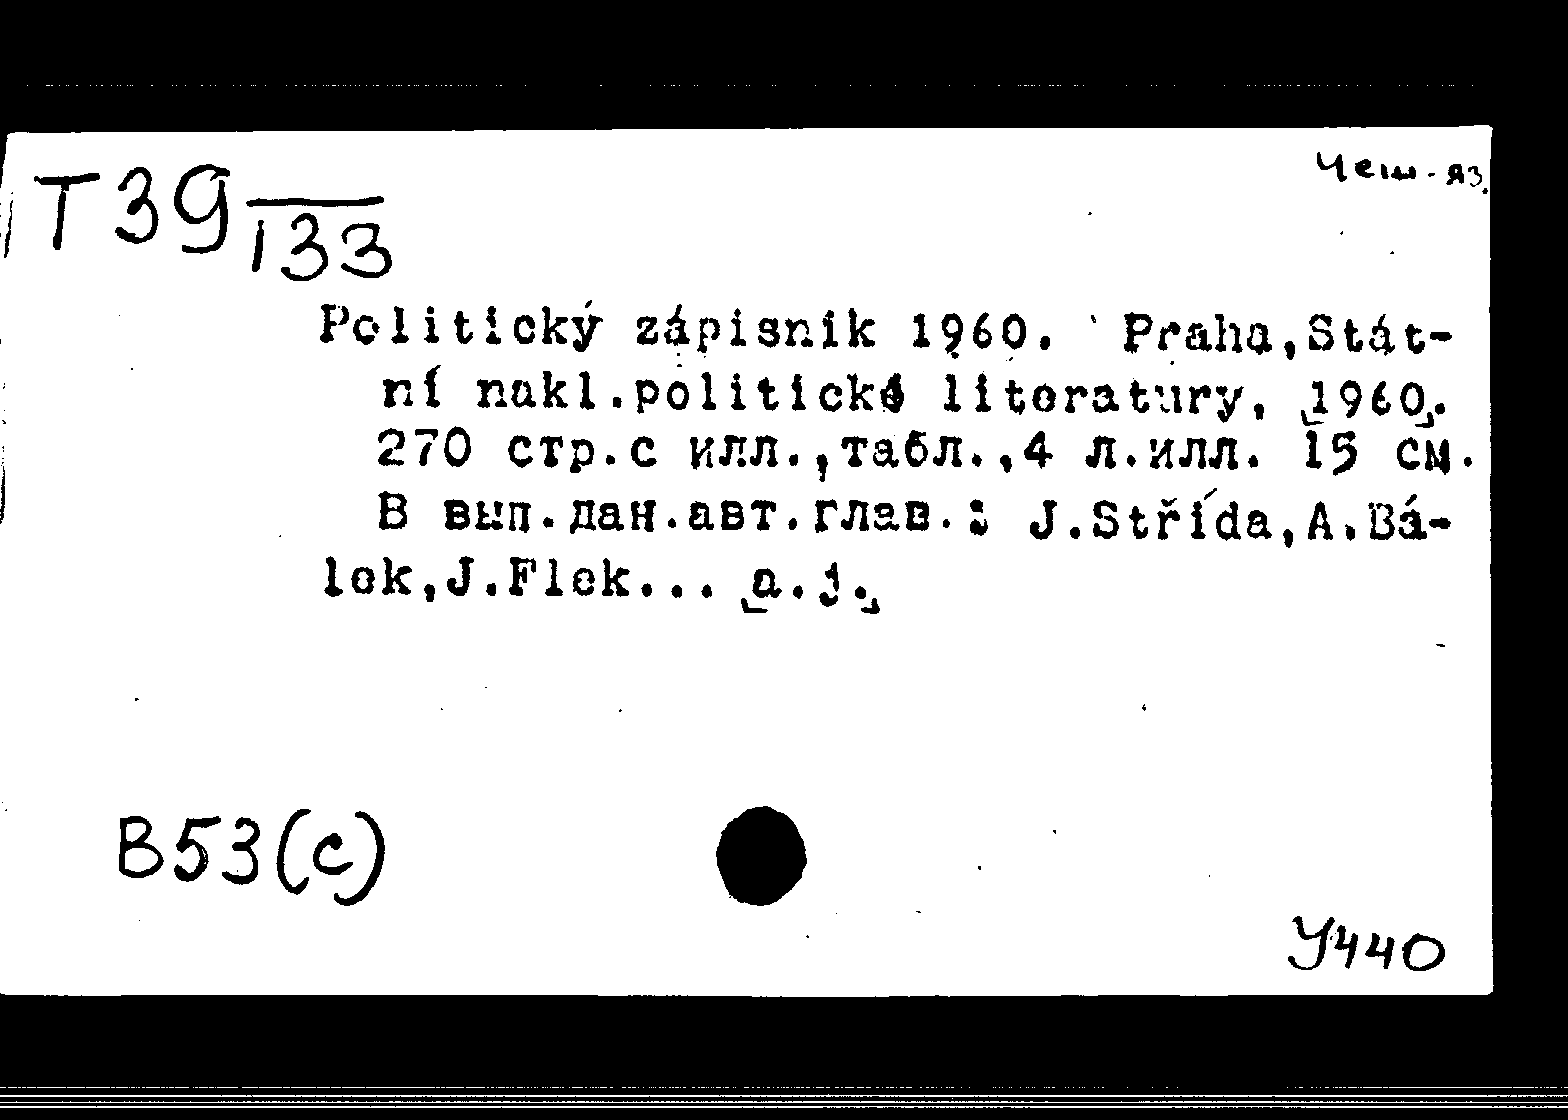 Чеш-яз.
Т39
133
Politický zápisník 1960. Praha,Stát-
ní nakl.politické literatury, [1960].
270 стр.с илл.,табл.,4 л.илл. 15 см.
В вып.дан.авт.глав.: J.Střída,A.Bá-
lek,J.Flek... [a.j.]
В53(с)
У440